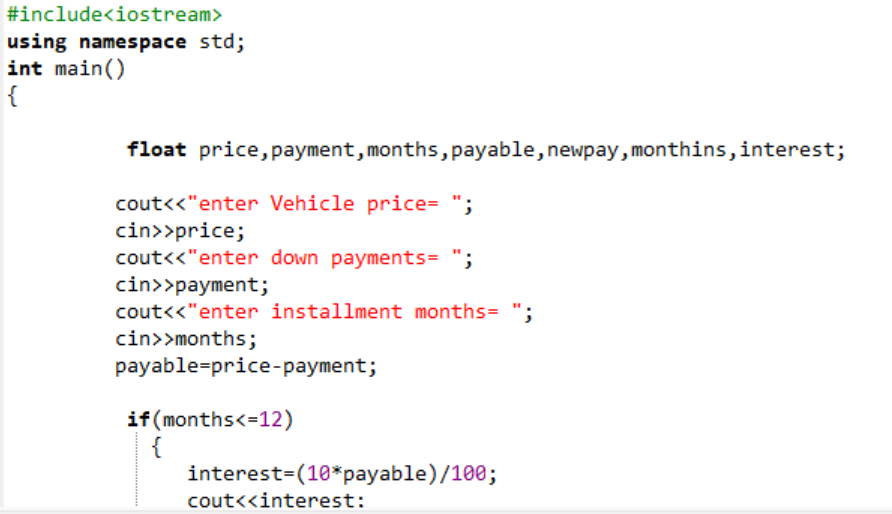 #include<iostream>
using namespace std;
int main()
{
float price,payment,months,payable,newpay,monthins,interest;
cout<<"enter Vehicle price= ";
cin>>price;
cout<<"enter down payments= ";
cin>>payment;
cout<<"enter installment months= ";
cin>>months;
payable=price-payment;
if(months<=12)
{
interest=(10*payable)/100;
cout<<interest: